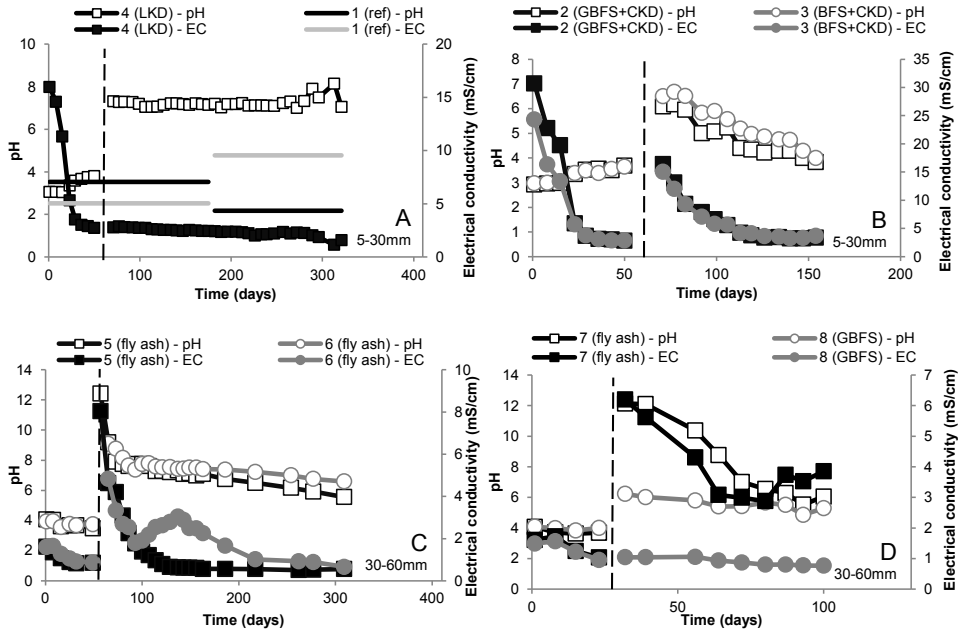 4 (LKD) - pH
1 (ref) - pH
4 (LKD) - EC
1 (ref) - EC
10
8
6
4
2
0
pH
20
15
10
5
0
Electrical conductivity (mS/cm)
A
5-30mm
0
100
200
300
400
Time (days)
2 (GBFS+CKD) - pH
3 (BFS+CKD) - pH
2 (GBFS+CKD) - EC
3 (BFS+CKD) - EC
8
7
6
5
4
3
2
1
0
pH
35
30
25
20
15
10
5
0
Electrical conductivity (mS/cm)
B
5-30mm
0
50
100
150
200
Time (days)
5 (fly ash) - pH
6 (fly ash) - pH
5 (fly ash) - EC
6 (fly ash) - EC
14
12
10
8
6
4
2
0
pH
10
8
6
4
2
0
Electrical conductivity (mS/cm)
C
30-60mm
0
100
200
300
400
Time (days)
7 (fly ash) - pH
8 (GBFS) - pH
7 (fly ash) - EC
8 (GBFS) - EC
14
12
10
8
6
4
2
0
pH
7
6
5
4
3
2
1
0
Electrical conductivity (mS/cm)
D
30-60mm
0
50
100
Time (days)